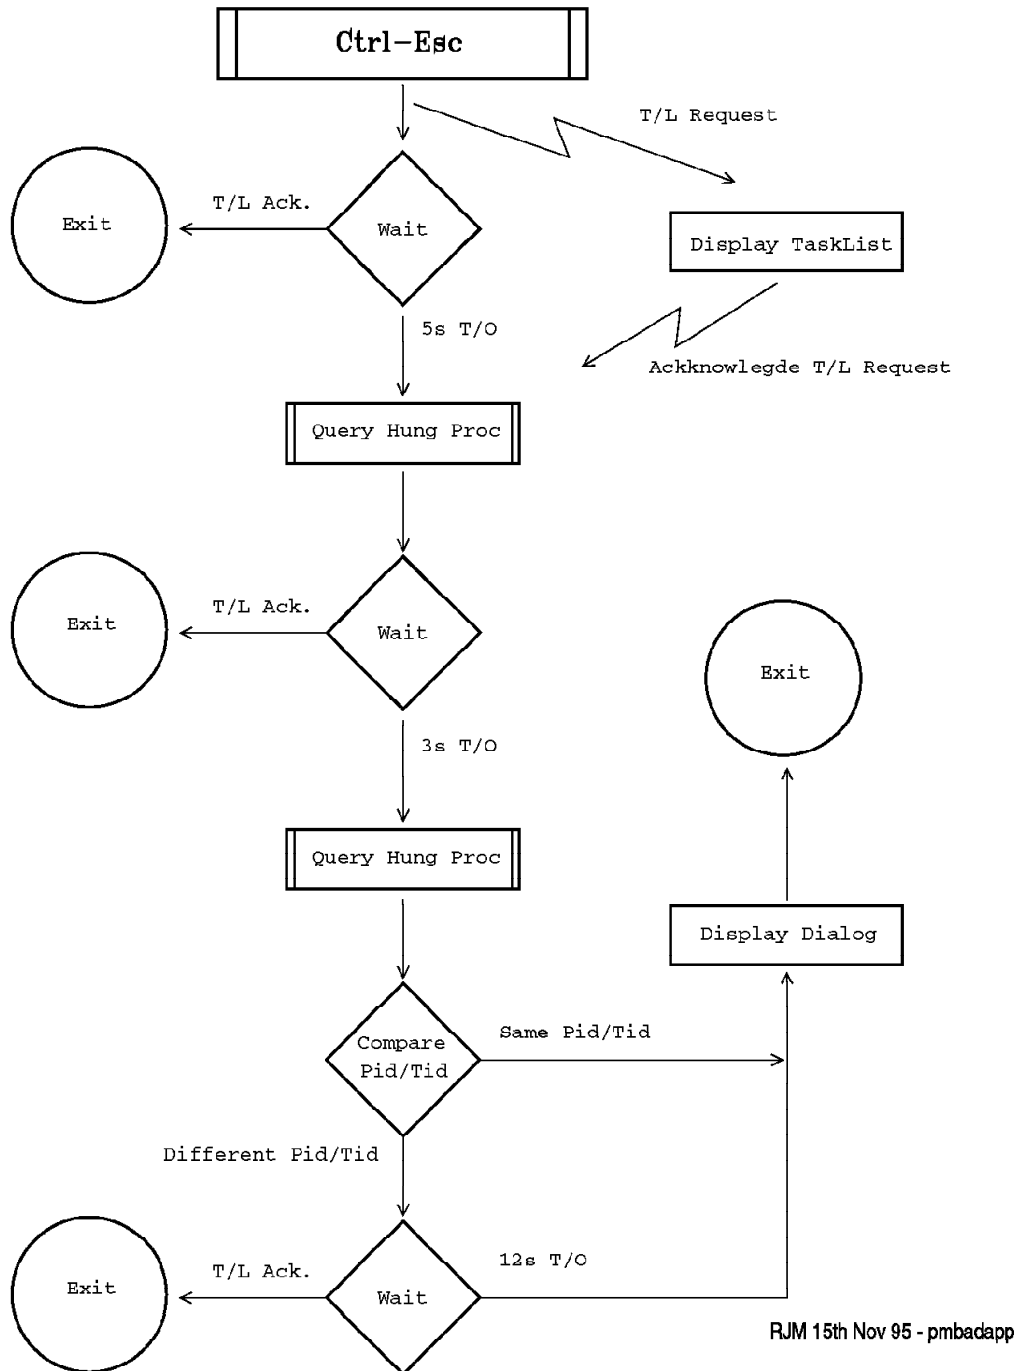 Ctrl-Esc
T/L Request
T/L Ack.
Exit
Wait
Display TaskList
5s T/O
Ackknowlegde T/L Request
Query Hung Proc
T/L Ack.
Exit
Wait
Exit
3s T/O
Query Hung Proc
Display Dialog
Same Pid/Tid
Compare
Pid/Tid
Different Pid/Tid
12s T/O
T/L Ack.
Exit
Wait
RJM 15th Nov 95 - pmbadapp